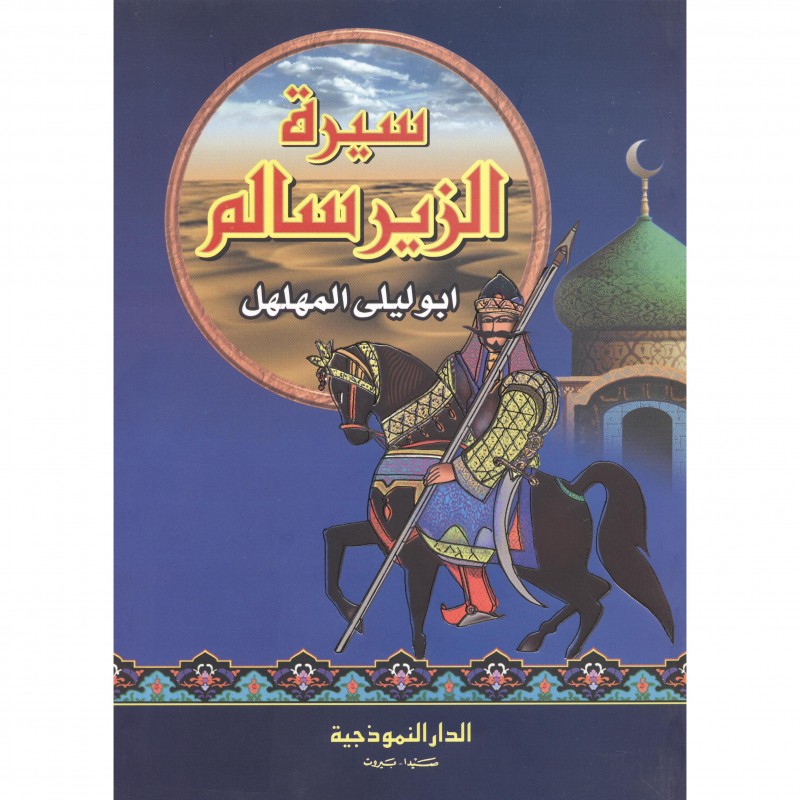 سيرة
الزير سالم
ابو ليلى المهلهل
الدار النموذجية
صيدا - بيروت